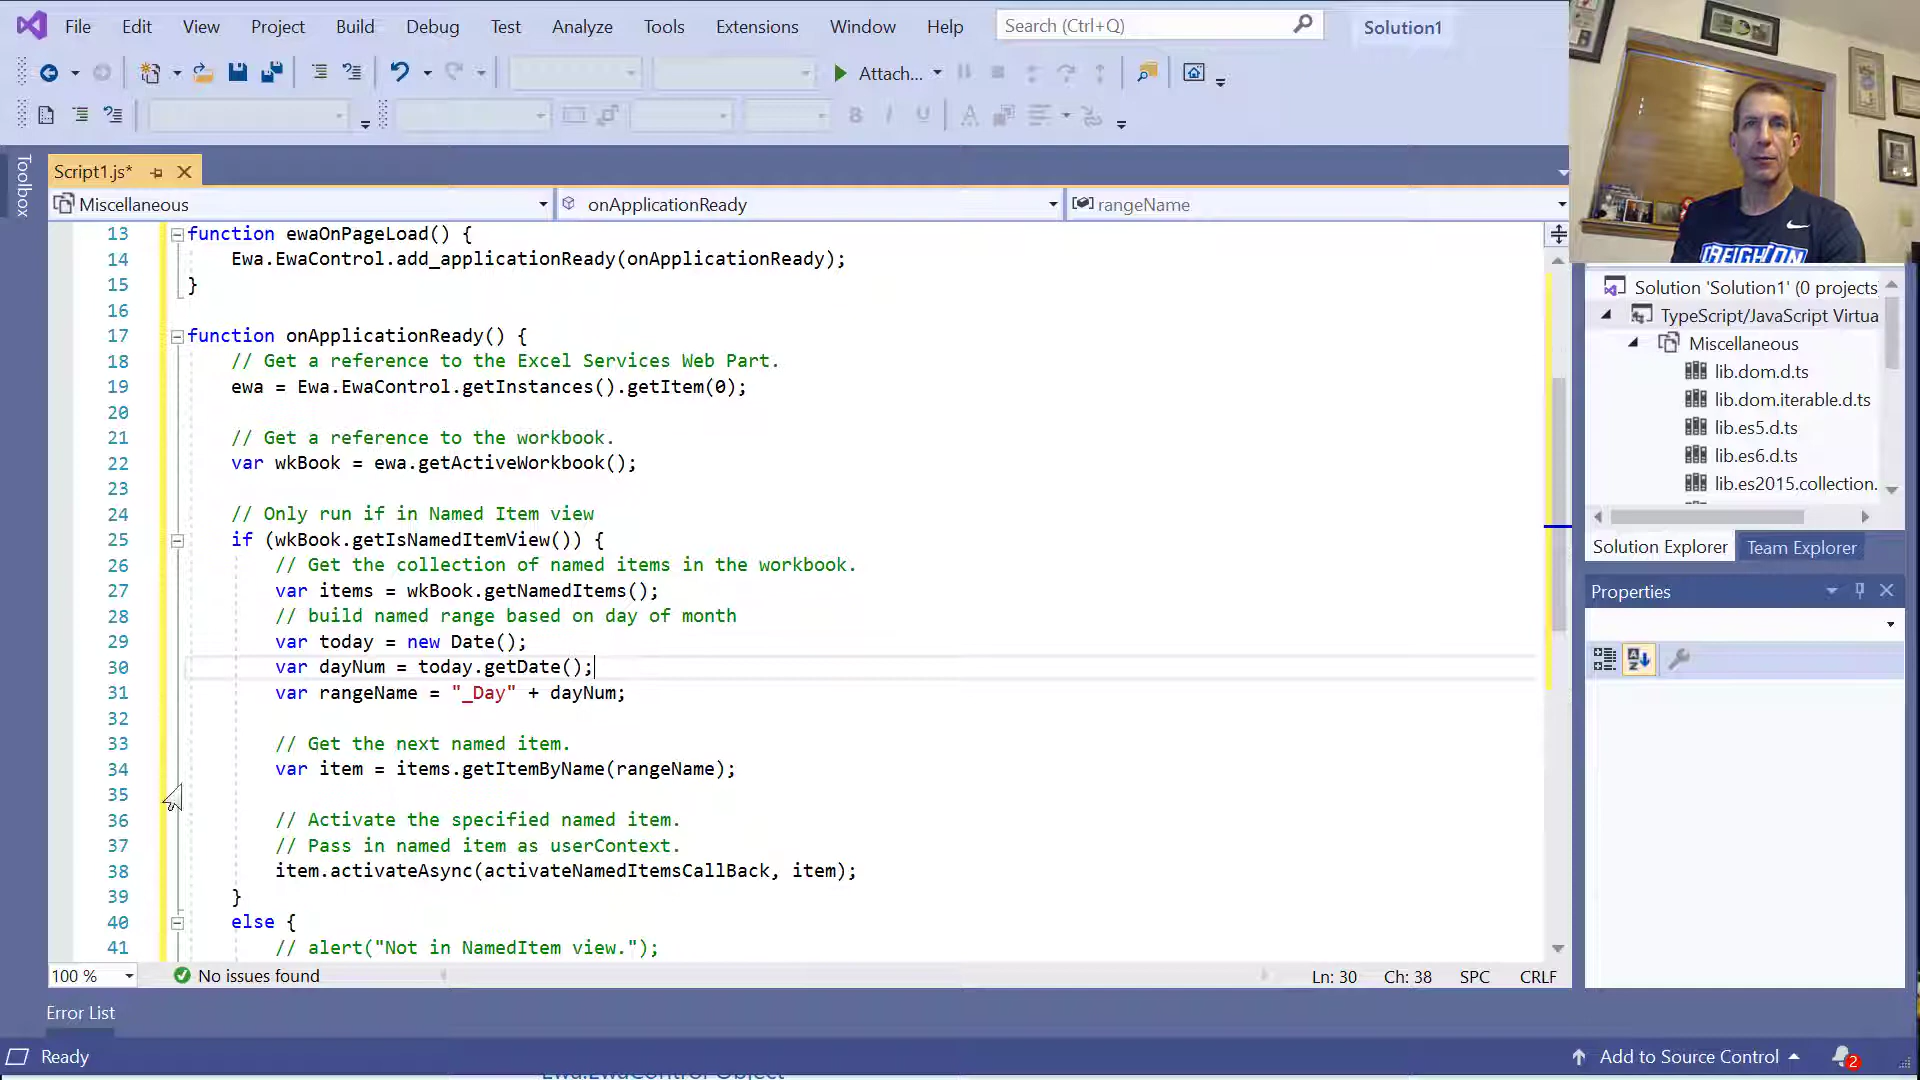 File Edit View Project Build Debug Test Analyze Tools Extensions Window Help Search (Ctrl+Q) Solution1
Attach...
Toolbox
Script1.js*
Miscellaneous onApplicationReady rangeName
13 function ewaOnPageLoad() {
14 Ewa.EwaControl.add_applicationReady(onApplicationReady);
15 }
16
17 function onApplicationReady() {
18 // Get a reference to the Excel Services Web Part.
19 ewa = Ewa.EwaControl.getInstances().getItem(0);
20
21 // Get a reference to the workbook.
22 var wkBook = ewa.getActiveWorkbook();
23
24 // Only run if in Named Item view
25 if (wkBook.getIsNamedItemView()) {
26 // Get the collection of named items in the workbook.
27 var items = wkBook.getNamedItems();
28 // build named range based on day of month
29 var today = new Date();
30 var dayNum = today.getDate();
31 var rangeName = "_Day" + dayNum;
32
33 // Get the next named item.
34 var item = items.getItemByName(rangeName);
35
36 // Activate the specified named item.
37 // Pass in named item as userContext.
38 item.activateAsync(activateNamedItemsCallBack, item);
39 }
40 else {
41 // alert("Not in NamedItem view.");
100 % No issues found Ln: 30 Ch: 38 SPC CRLF
CREIGHTON
Solution 'Solution1' (0 projects
TypeScript/JavaScript Virtua
Miscellaneous
lib.dom.d.ts
lib.dom.iterable.d.ts
lib.es5.d.ts
lib.es6.d.ts
lib.es2015.collection.
Solution Explorer Team Explorer
Properties
Error List
Ready Add to Source Control 2
Ewa.EwaControl Object